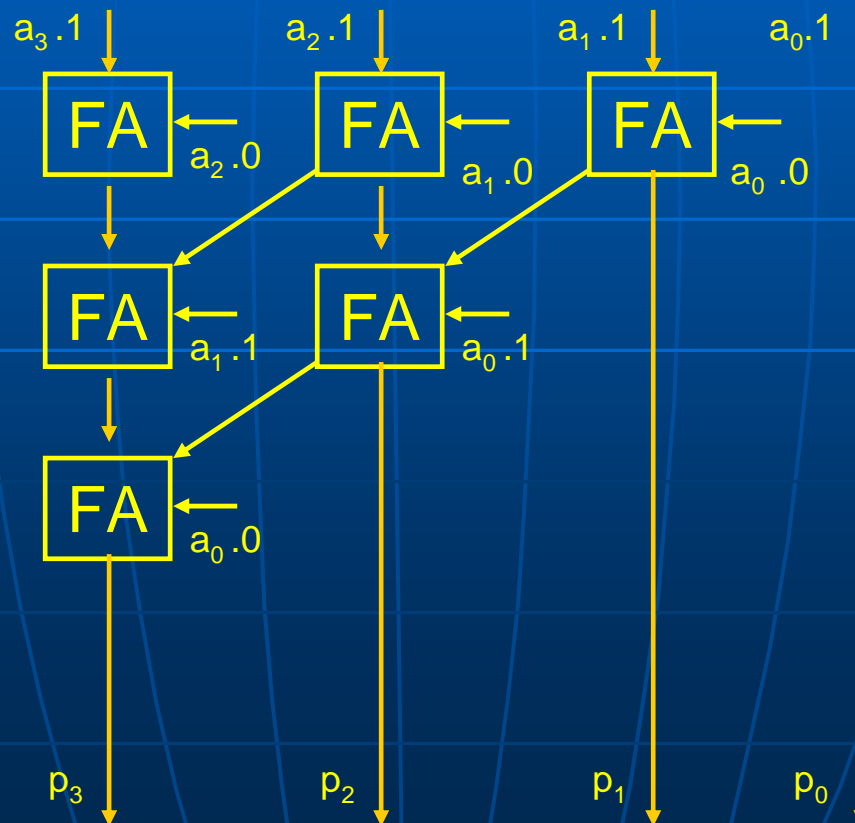 a₃ .1 a₂ .1 a₁ .1 a₀.1
FA FA FA
a₂ .0 a₁ .0 a₀ .0
FA FA
a₁ .1 a₀ .1
FA
a₀ .0
p₃ p₂ p₁ p₀